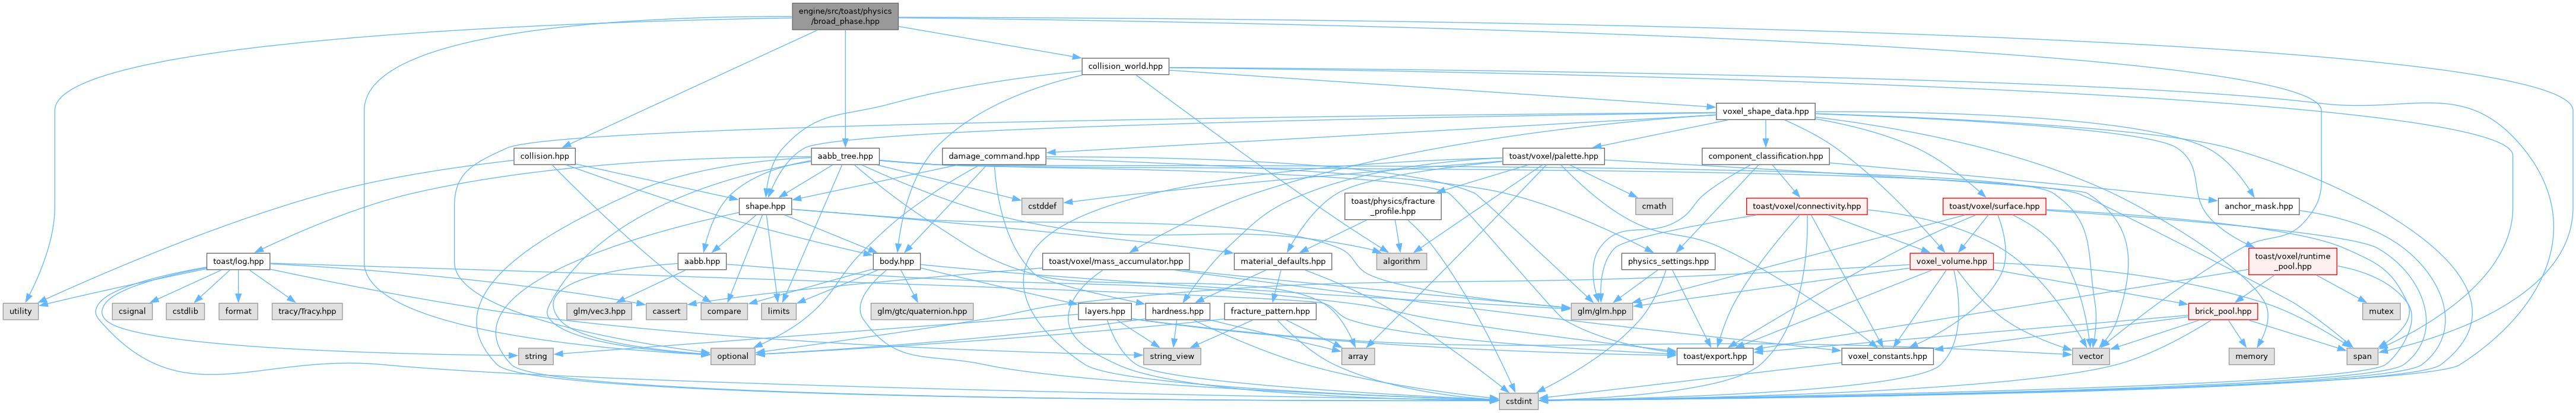 engine/src/toast/physics
/broad_phase.hpp
collision_world.hpp
voxel_shape_data.hpp
collision.hpp
aabb_tree.hpp
damage_command.hpp
toast/voxel/palette.hpp
component_classification.hpp
shape.hpp
cstddef
toast/physics/fracture
_profile.hpp
cmath
toast/voxel/connectivity.hpp
toast/voxel/surface.hpp
anchor_mask.hpp
toast/log.hpp
aabb.hpp
body.hpp
toast/voxel/mass_accumulator.hpp
material_defaults.hpp
algorithm
physics_settings.hpp
voxel_volume.hpp
toast/voxel/runtime
_pool.hpp
utility
csignal
cstdlib
format
tracy/Tracy.hpp
glm/vec3.hpp
cassert
compare
limits
glm/gtc/quaternion.hpp
layers.hpp
hardness.hpp
fracture_pattern.hpp
glm/glm.hpp
brick_pool.hpp
mutex
string
optional
string_view
array
toast/export.hpp
voxel_constants.hpp
vector
memory
span
cstdint